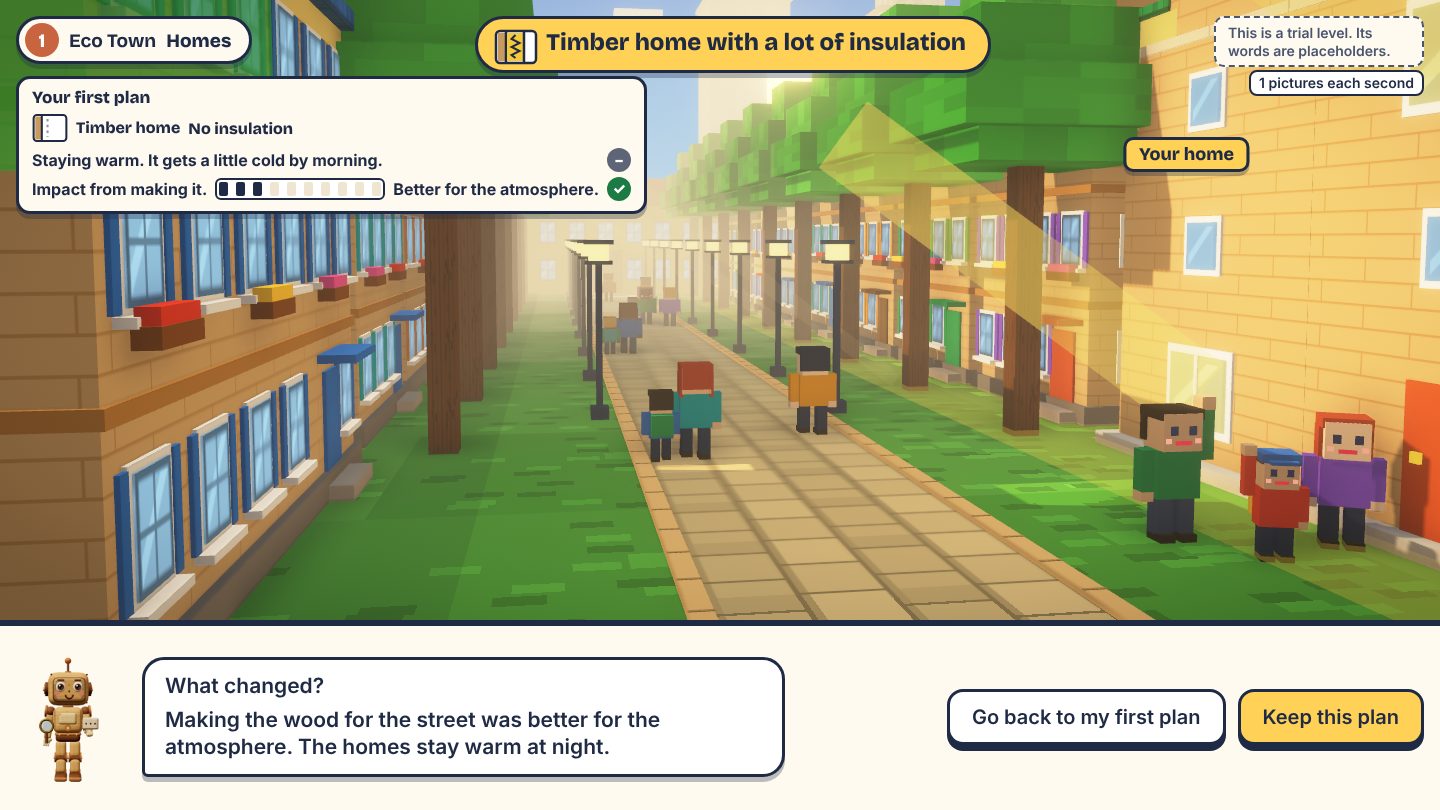 1 Eco Town Homes
Timber home with a lot of insulation
This is a trial level. Its
words are placeholders.
1 pictures each second
Your first plan
Timber home No insulation
Staying warm. It gets a little cold by morning.
Impact from making it. Better for the atmosphere.
Your home
What changed?
Making the wood for the street was better for the
atmosphere. The homes stay warm at night.
Go back to my first plan
Keep this plan